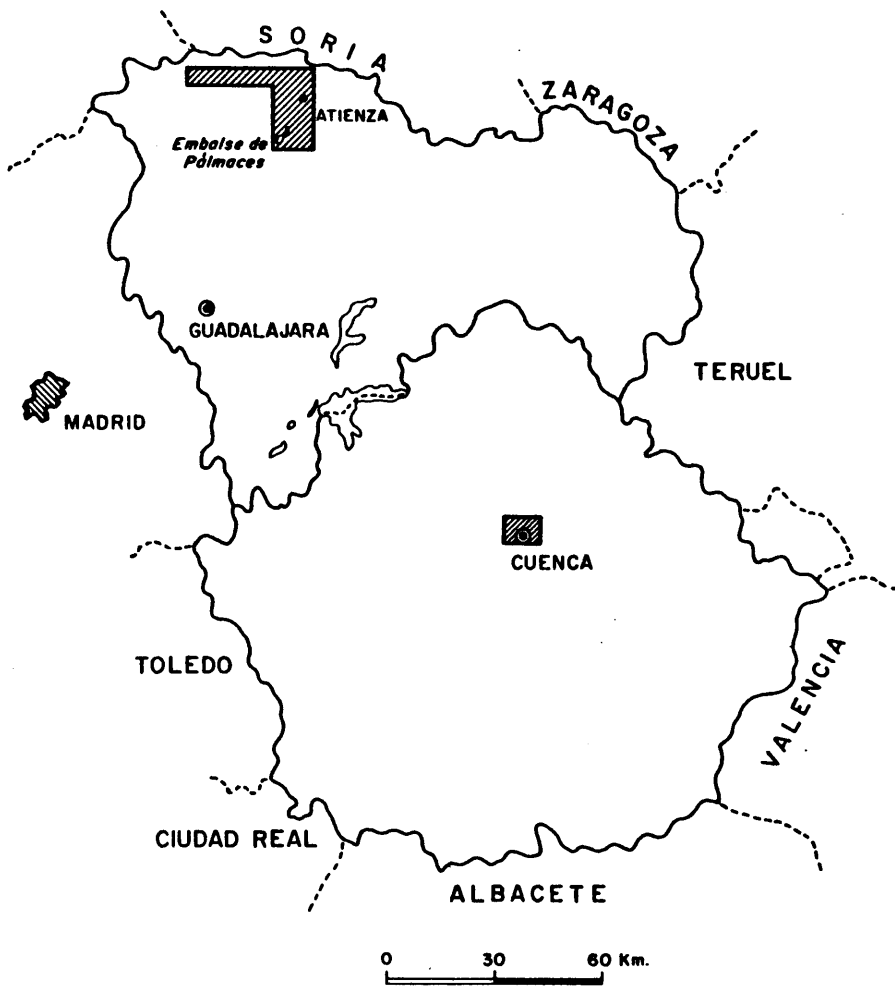 SORIA
ZARAGOZA
ATIENZA
Embalse de
Pálmaces
GUADALAJARA
TERUEL
MADRID
CUENCA
TOLEDO
VALENCIA
CIUDAD REAL
ALBACETE
0 30 60 Km.